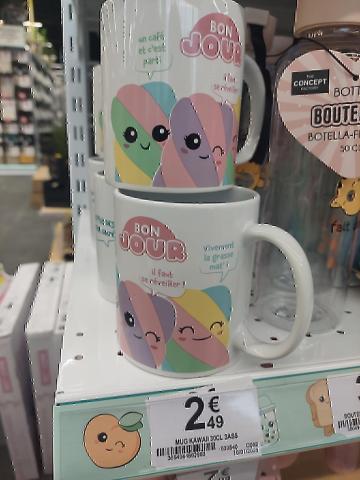 un café
et c'est
parti
BON
JOUR
il faut
se réveiller
THE
CONCEPT
FACTORY
BOUTE
BOTELLA-
BON
JOUR
il faut
se réveiller !
Vivement
la grasse
mat' !
2€
49
MUG KAWAII 30CL 3ASS